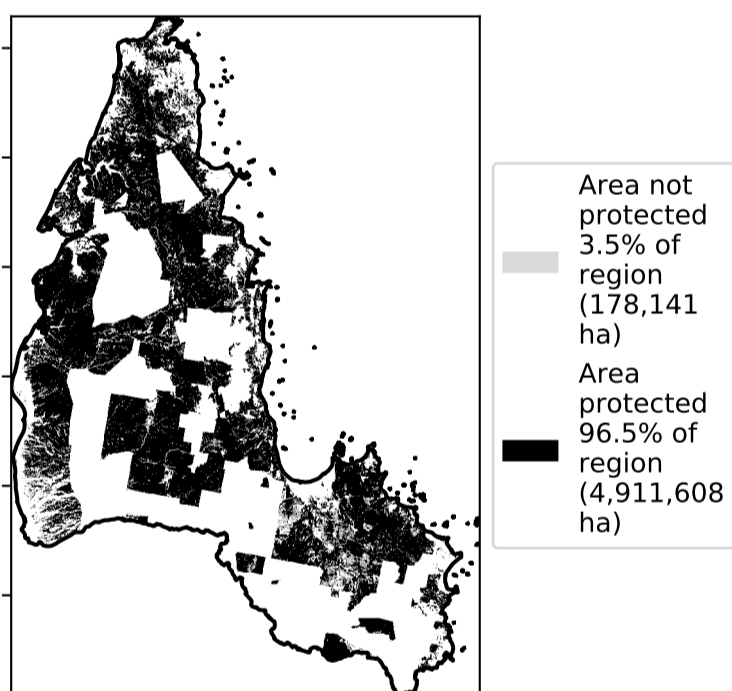 Area not
protected
3.5% of
region
(178,141
ha)
Area
protected
96.5% of
region
(4,911,608
ha)